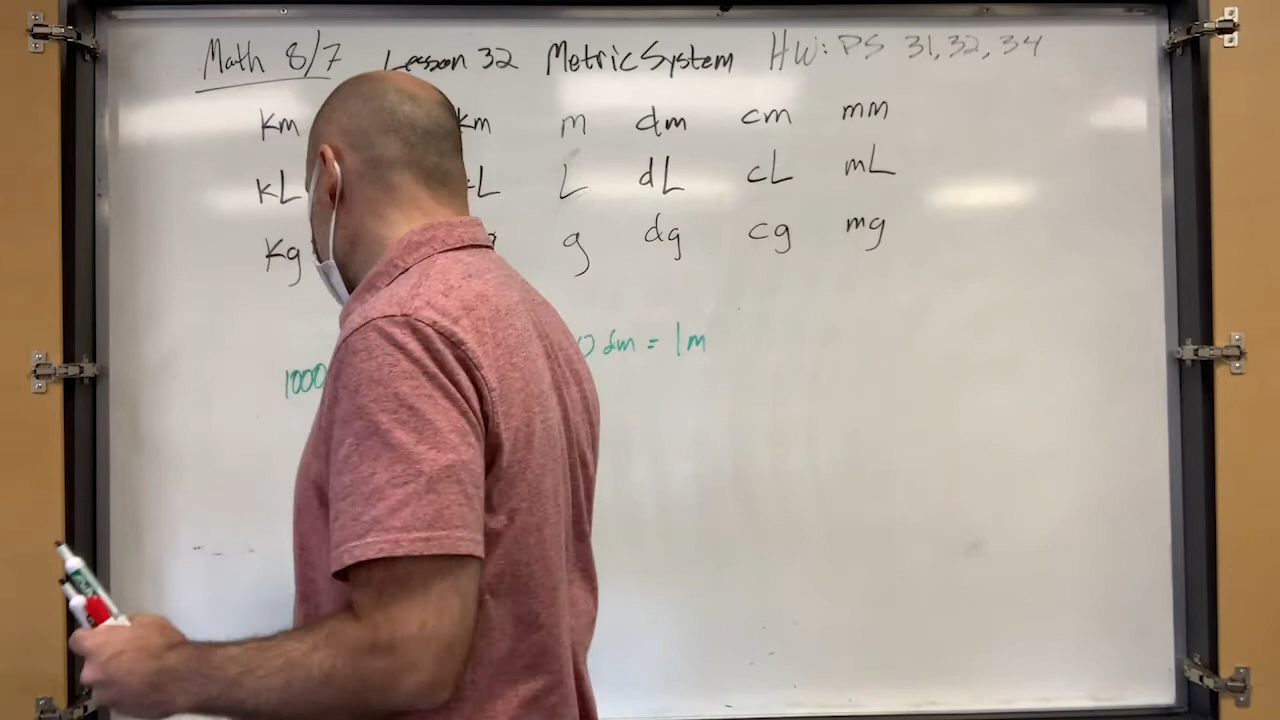 Math 8/7 Lesson 32 Metric System HW: PS 31, 32, 34
Km km m dm cm mm
KL L L dL cL mL
Kg g dg cg mg
dm = 1m
1000